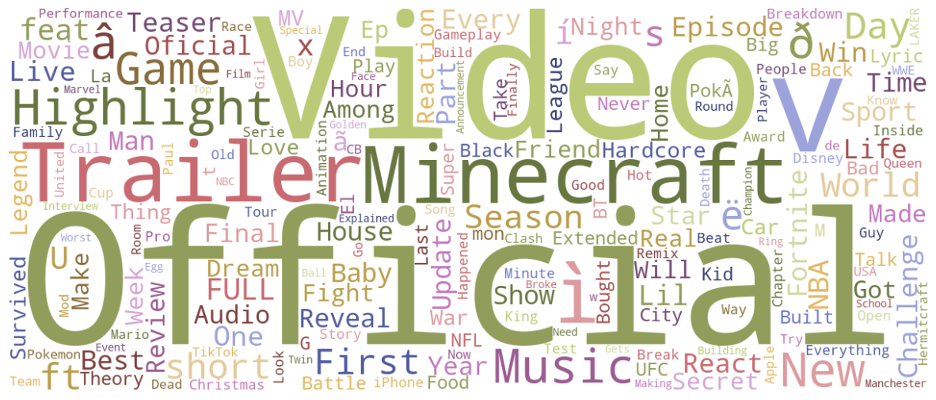 Performance
Teaser
Race
MV
Special
feat
Movie
Oficial
â
x
Ep
Reaction
Every
Gameplay
í
Night
s
Episode
Breakdown
Big
ð
Day
LAKER
Win
Lyric
Live
La
Game
Film
Girl
Boy
End
Play
Face
Part
Build
Announcement
Take
Finally
League
Say
Never
Home
PokÃ
Round
People
Player
Back
WWE
Time
Know
Sport
Highlight
Marvel
Top
Hour
Among
Video
v
Award
Inside
Family
Man
Serie
Love
Animation
Golden
ã
CB
Black
Friend
Hardcore
de
Disney
Life
Legend
Call
United
Cup
Paul
Old
t
NBC
Trailer
Minecraft
Super
Good
BT
Hot
Death
Champion
Bad
Queen
World
Interview
Thing
Tour
Explained
El
House
Go
Last
Song
Season
mon
Clash
Extended
Remix
Real
Star
Beat
ë
Car
Ring
Fortnite
M
Made
Guy
Official
Survived
U
Worst
Mod
Make
Week
Room
Pro
Egg
Final
Dream
FULL
Ball
Baby
Fight
Update
Happened
Minute
Broke
Show
King
ì
w
Bought
Will
Lil
City
Kid
Way
Chapter
Built
NBA
Talk
USA
Got
School
Open
Challenge
Hermitcraft
Mario
Review
Audio
One
Reveal
Story
G
War
NFL
Need
Try
Everything
Pokemon
Event
Best
Theory
TikTok
short
Dead
Christmas
Look
Twin
First
Battle
iPhone
Now
Year
Food
Music
Test
Gets
Break
UFC
Making
Building
React
Secret
Apple
New
Manchester
Team
ft